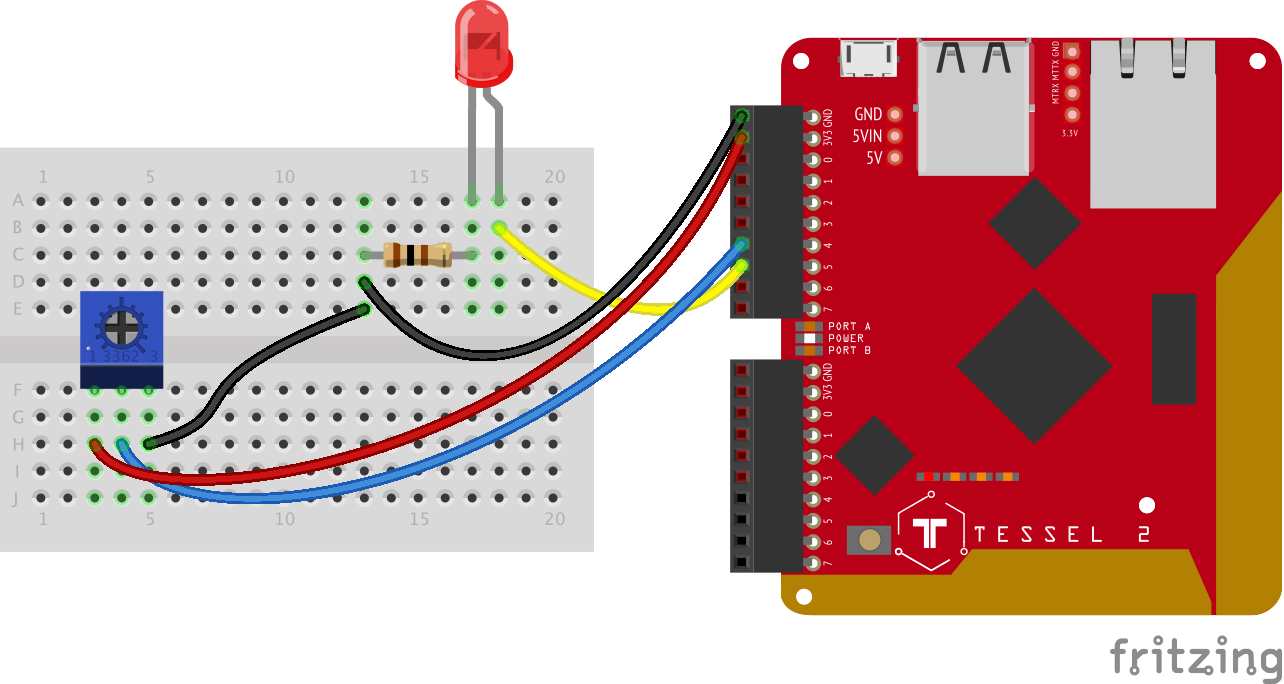 1 5 10 15 20
A
B
C
D
E
1 3362 3
F
G
H
I
J
1 5 10 15 20
GND
5VIN
5V
MTRX MTTX GND
3.3V
GND
3V3
0
1
2
3
4
5
6
7
PORT A
POWER
PORT B
GND
3V3
0
1
2
3
4
5
6
7
TESSEL 2
fritzing